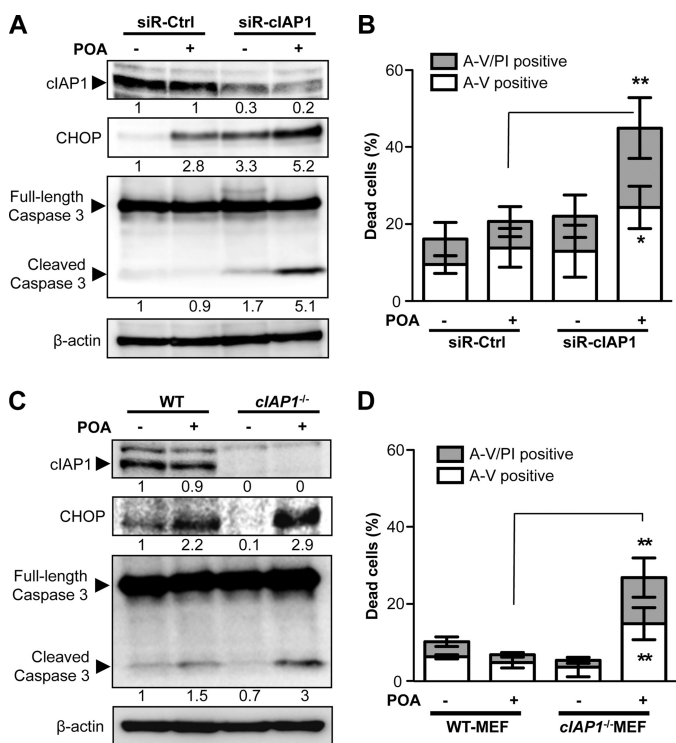 A
siR-Ctrl siR-cIAP1
POA - + - +
cIAP1
1 1 0.3 0.2
CHOP
1 2.8 3.3 5.2
Full-length
Caspase 3
Cleaved
Caspase 3
1 0.9 1.7 5.1
β-actin
B
A-V/PI positive
A-V positive
Dead cells (%)
60
40
20
0
**
*
POA - + - +
siR-Ctrl siR-cIAP1
C
WT cIAP1-/-
POA - + - +
cIAP1
1 0.9 0 0
CHOP
1 2.2 0.1 2.9
Full-length
Caspase 3
Cleaved
Caspase 3
1 1.5 0.7 3
β-actin
D
A-V/PI positive
A-V positive
Dead cells (%)
60
40
20
0
**
**
POA - + - +
WT-MEF cIAP1-/-MEF